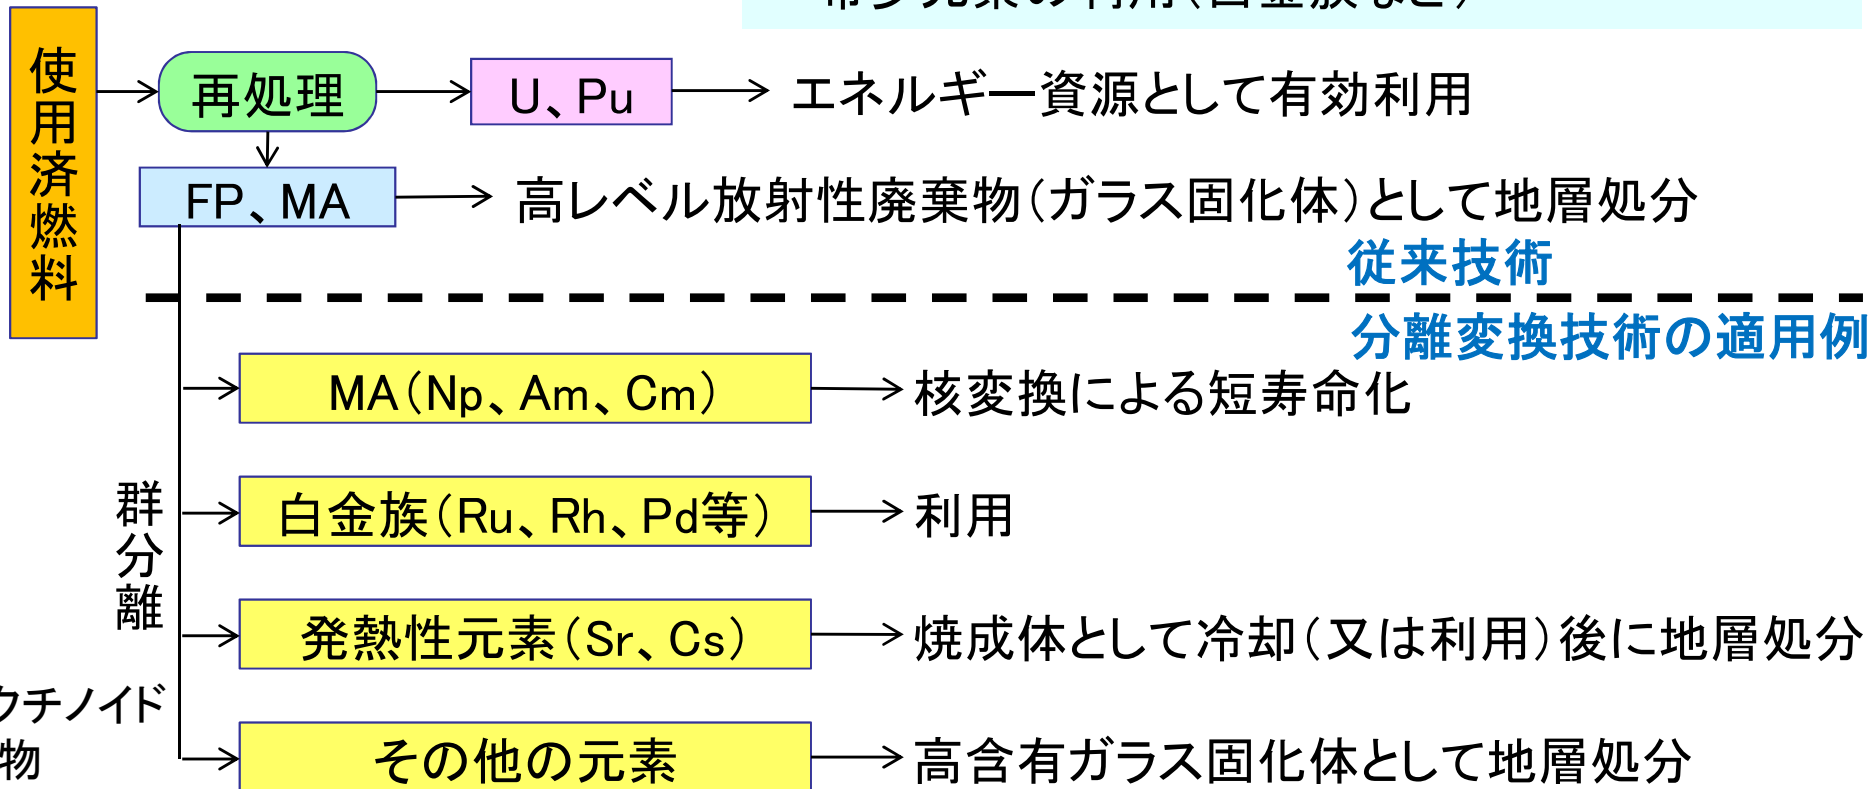 使用済燃料
再処理
U、Pu
エネルギー資源として有効利用
FP、MA
高レベル放射性廃棄物(ガラス固化体)として地層処分
従来技術
分離変換技術の適用例
群分離
MA(Np、Am、Cm)
核変換による短寿命化
白金族(Ru、Rh、Pd等)
利用
発熱性元素(Sr、Cs)
焼成体として冷却(又は利用)後に地層処分
チノイド
物
その他の元素
高含有ガラス固化体として地層処分